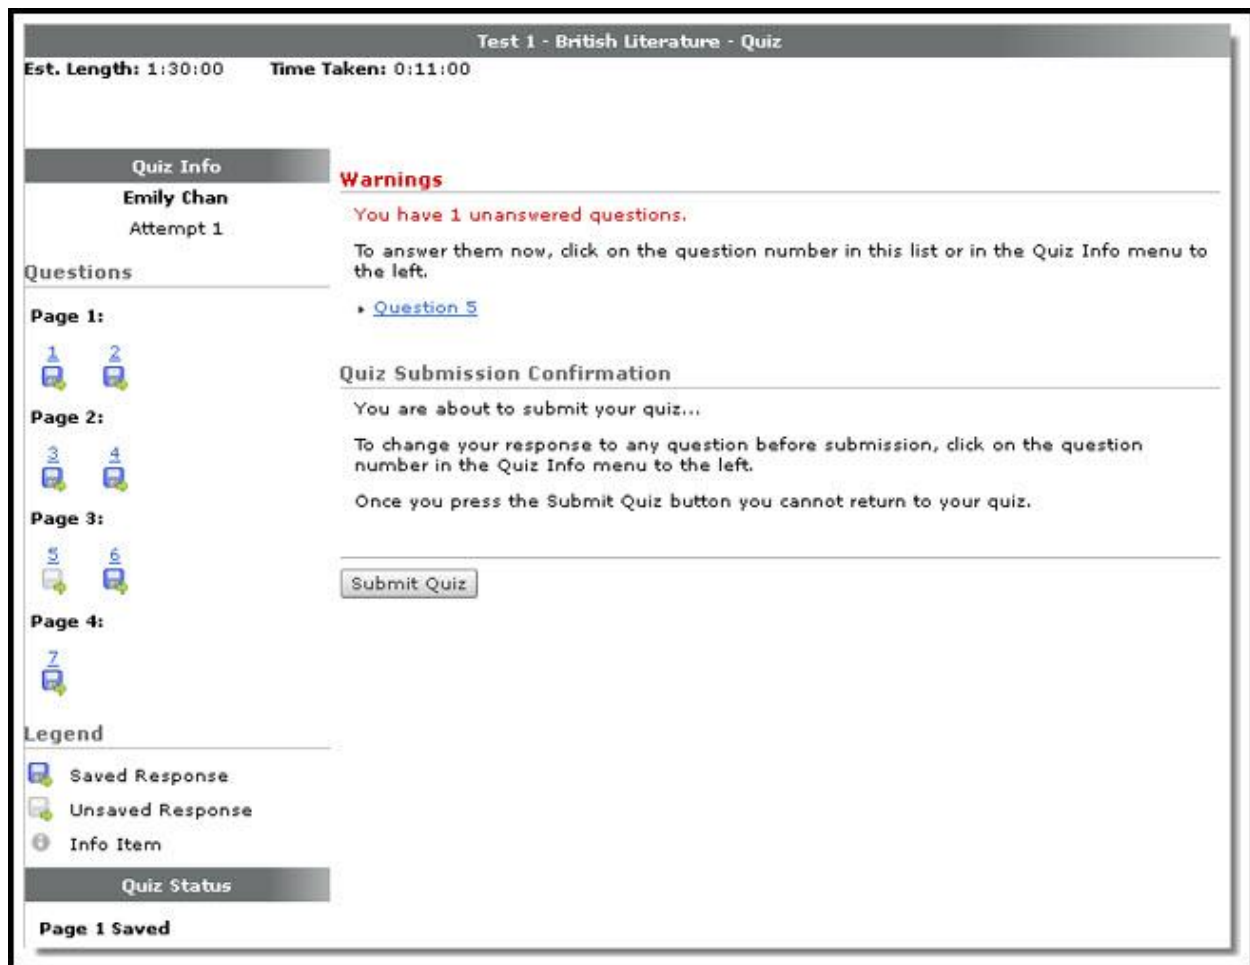 Test 1 - British Literature - Quiz
Est. Length: 1:30:00 Time Taken: 0:11:00
Quiz Info
Emily Chan
Attempt 1
Questions
Page 1:
1 2
Page 2:
3 4
Page 3:
5 6
Page 4:
7
Legend
Saved Response
Unsaved Response
Info Item
Quiz Status
Page 1 Saved
Warnings
You have 1 unanswered questions.
To answer them now, click on the question number in this list or in the Quiz Info menu to
the left.
Question 5
Quiz Submission Confirmation
You are about to submit your quiz...
To change your response to any question before submission, click on the question
number in the Quiz Info menu to the left.
Once you press the Submit Quiz button you cannot return to your quiz.
Submit Quiz